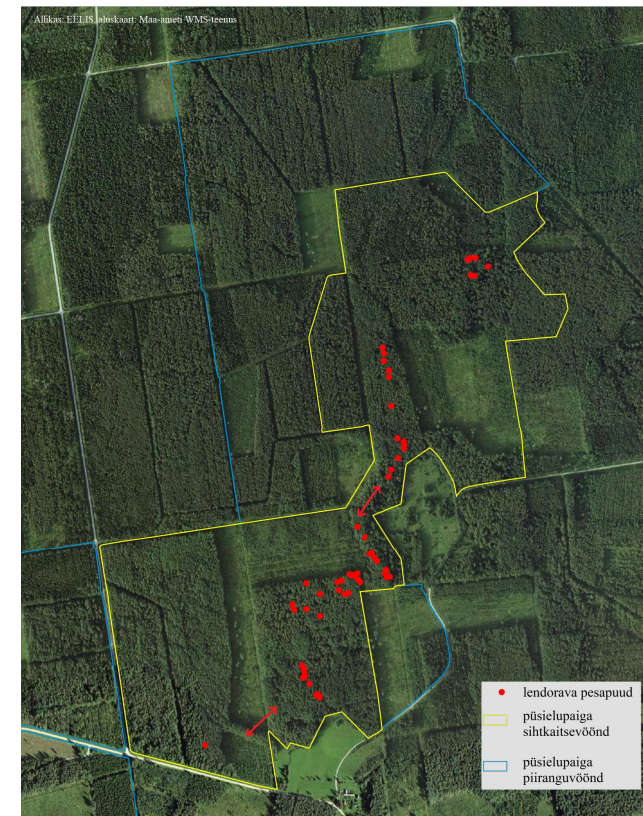 Allikas: EELIS, aluskaart: Maa-ameti WMS-teenus
lendorava pesapuud
püsielupaiga
sihtkaitsevöönd
püsielupaiga
piiranguvöönd